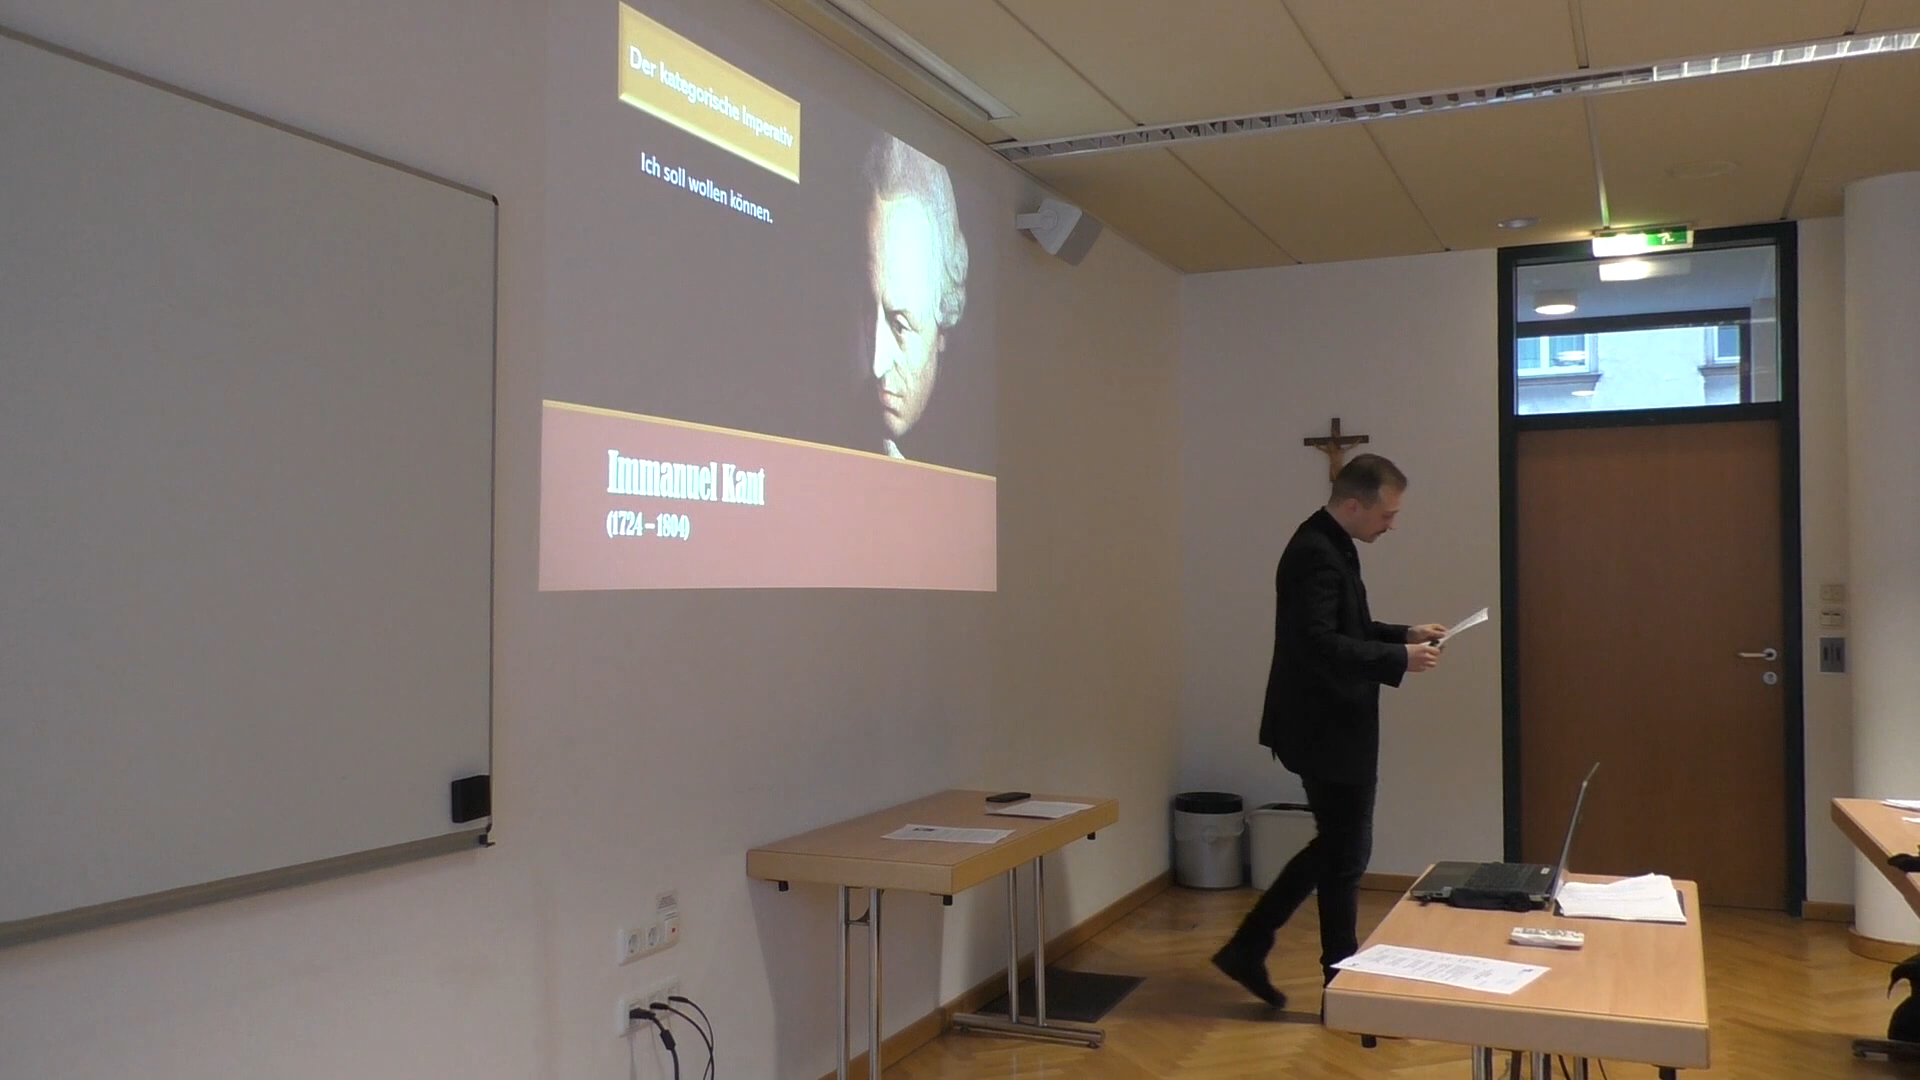 Der kategorische Imperativ
Ich soll wollen können.
Immanuel Kant
(1724 – 1804)